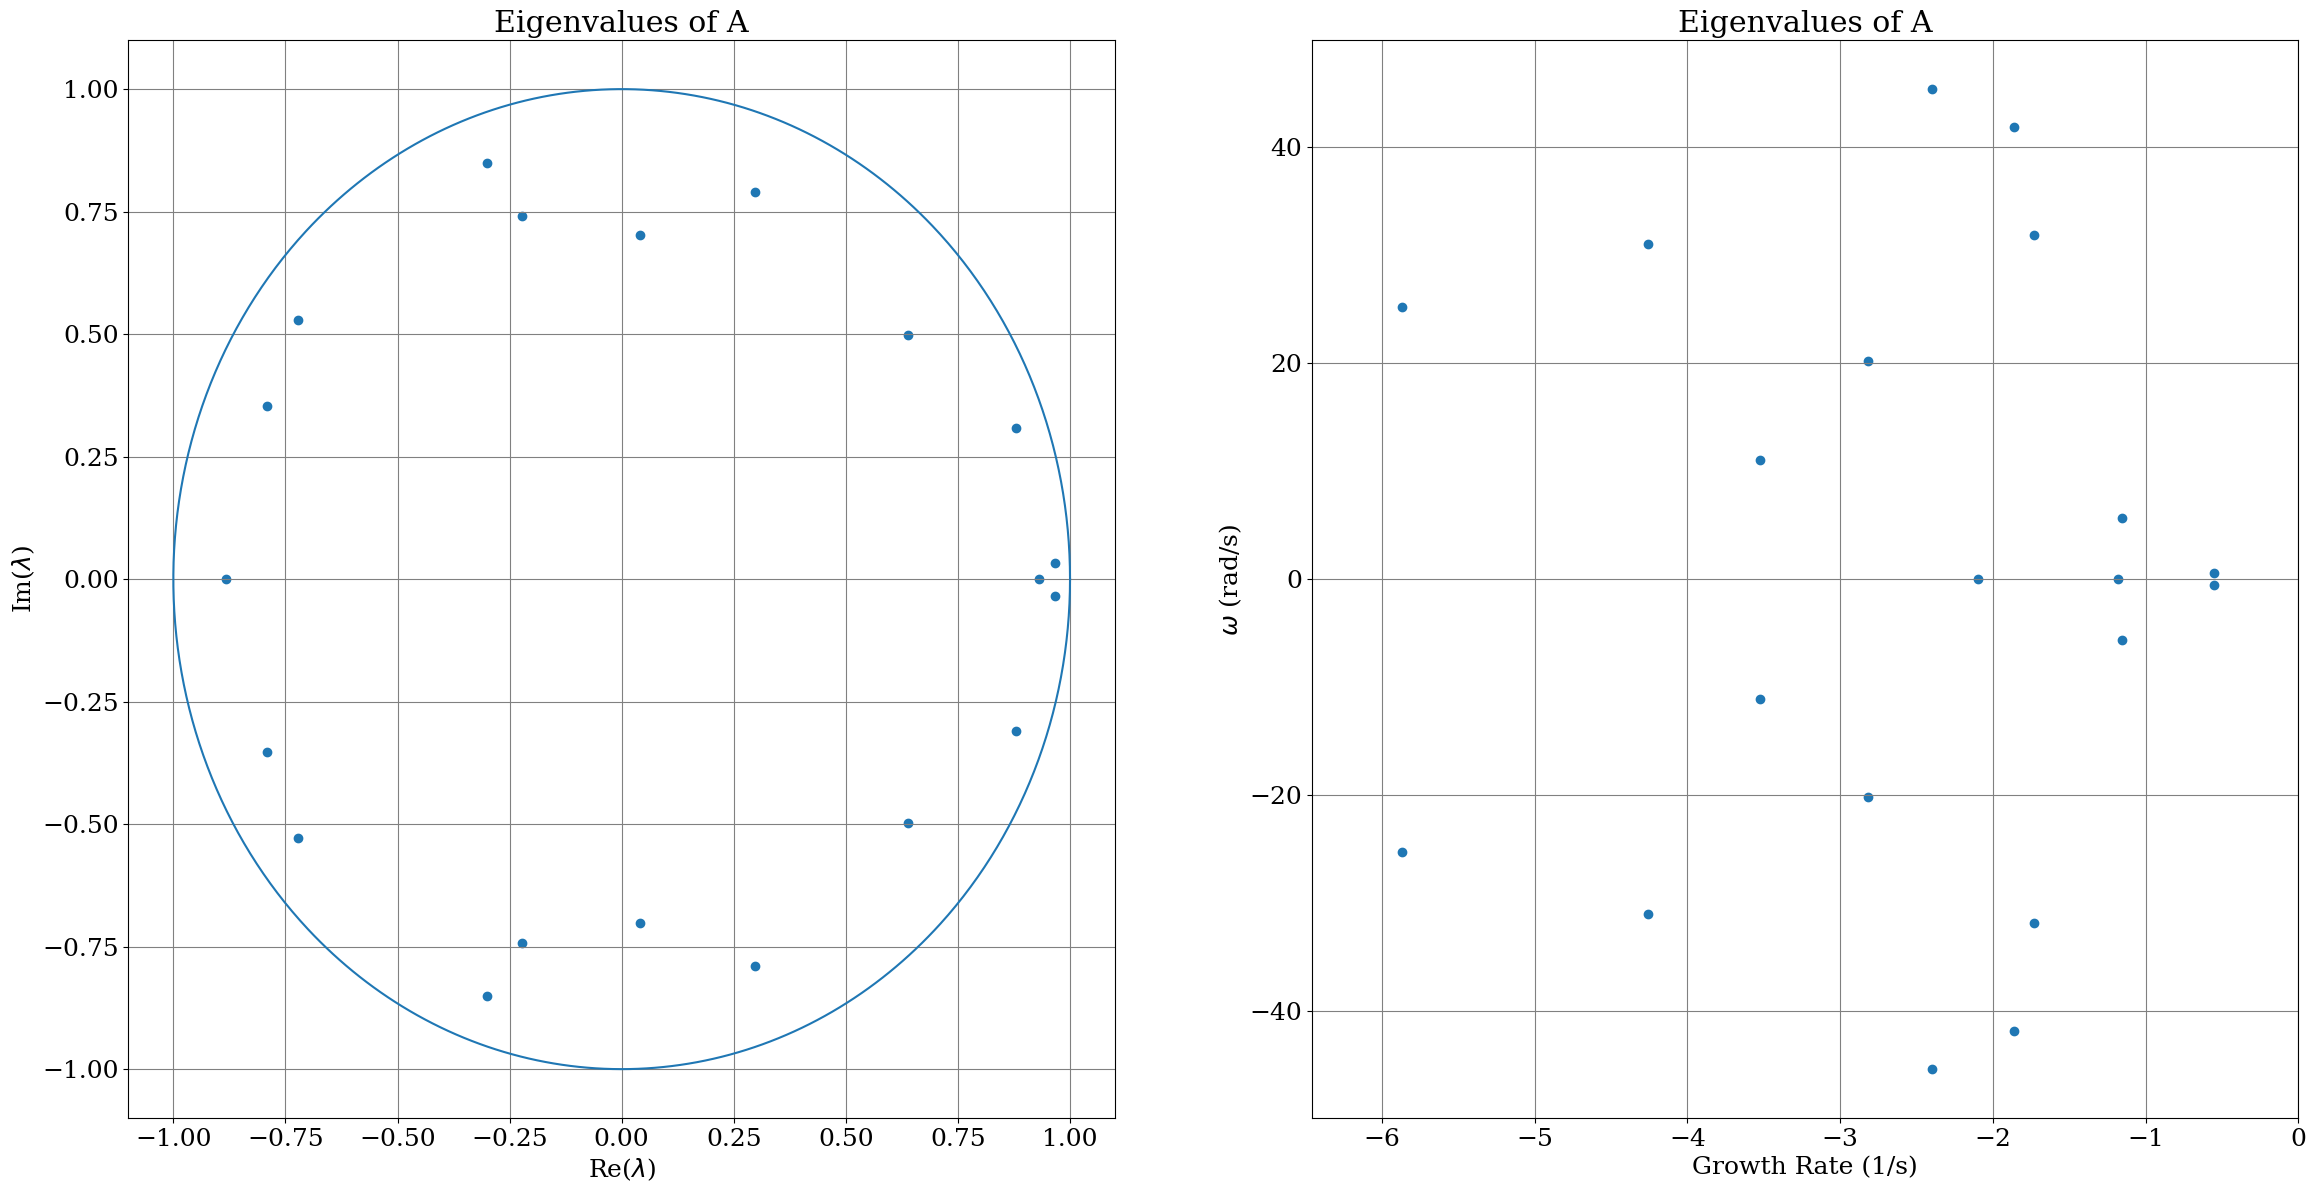 Eigenvalues of A
1.00
0.75
0.50
0.25
0.00
−0.25
−0.50
−0.75
−1.00
Im(λ)
−1.00 −0.75 −0.50 −0.25 0.00 0.25 0.50 0.75 1.00
Re(λ)
Eigenvalues of A
40
20
0
−20
−40
ω (rad/s)
−6 −5 −4 −3 −2 −1 0
Growth Rate (1/s)